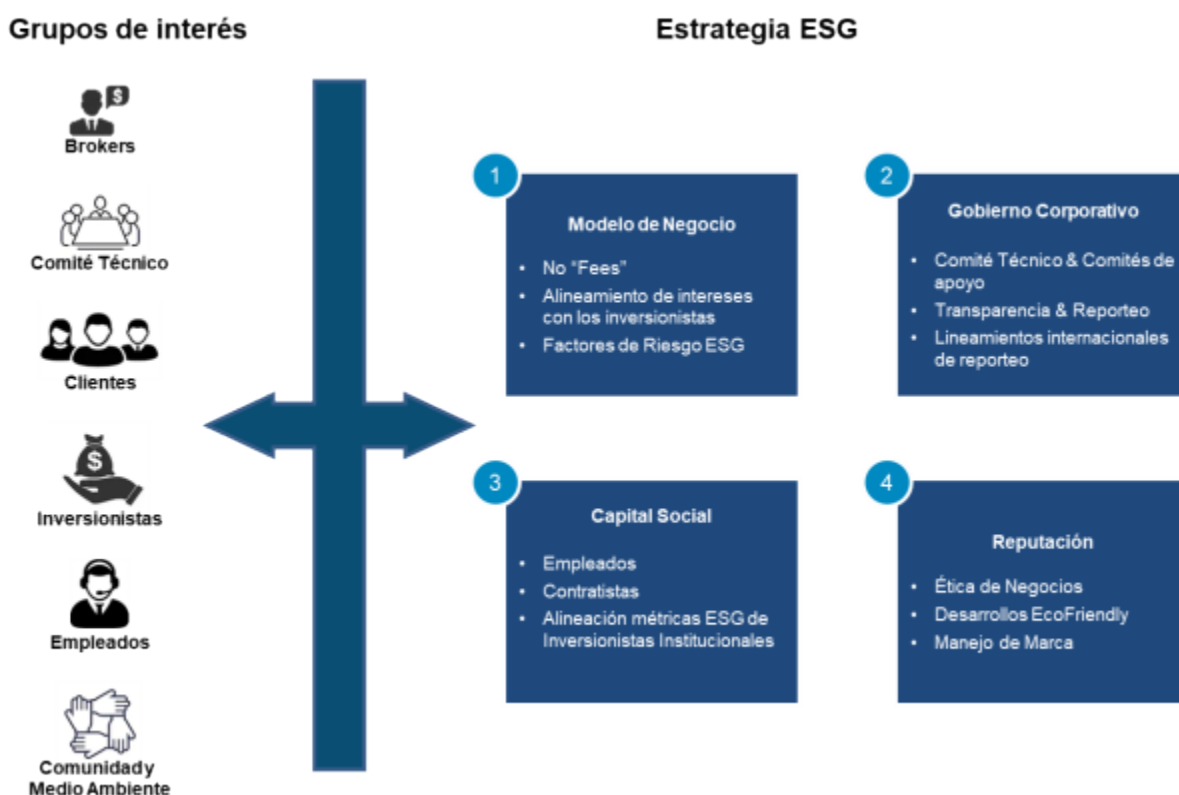 Grupos de interés
Estrategia ESG
Brokers
Comité Técnico
Clientes
Inversionistas
Empleados
Comunidad y
Medio Ambiente
1
Modelo de Negocio
• No “Fees”
• Alineamiento de intereses
con los inversionistas
• Factores de Riesgo ESG
2
Gobierno Corporativo
• Comité Técnico & Comités de
apoyo
• Transparencia & Reporteo
• Lineamientos internacionales
de reporteo
3
Capital Social
• Empleados
• Contratistas
• Alineación métricas ESG de
Inversionistas Institucionales
4
Reputación
• Ética de Negocios
• Desarrollos EcoFriendly
• Manejo de Marca